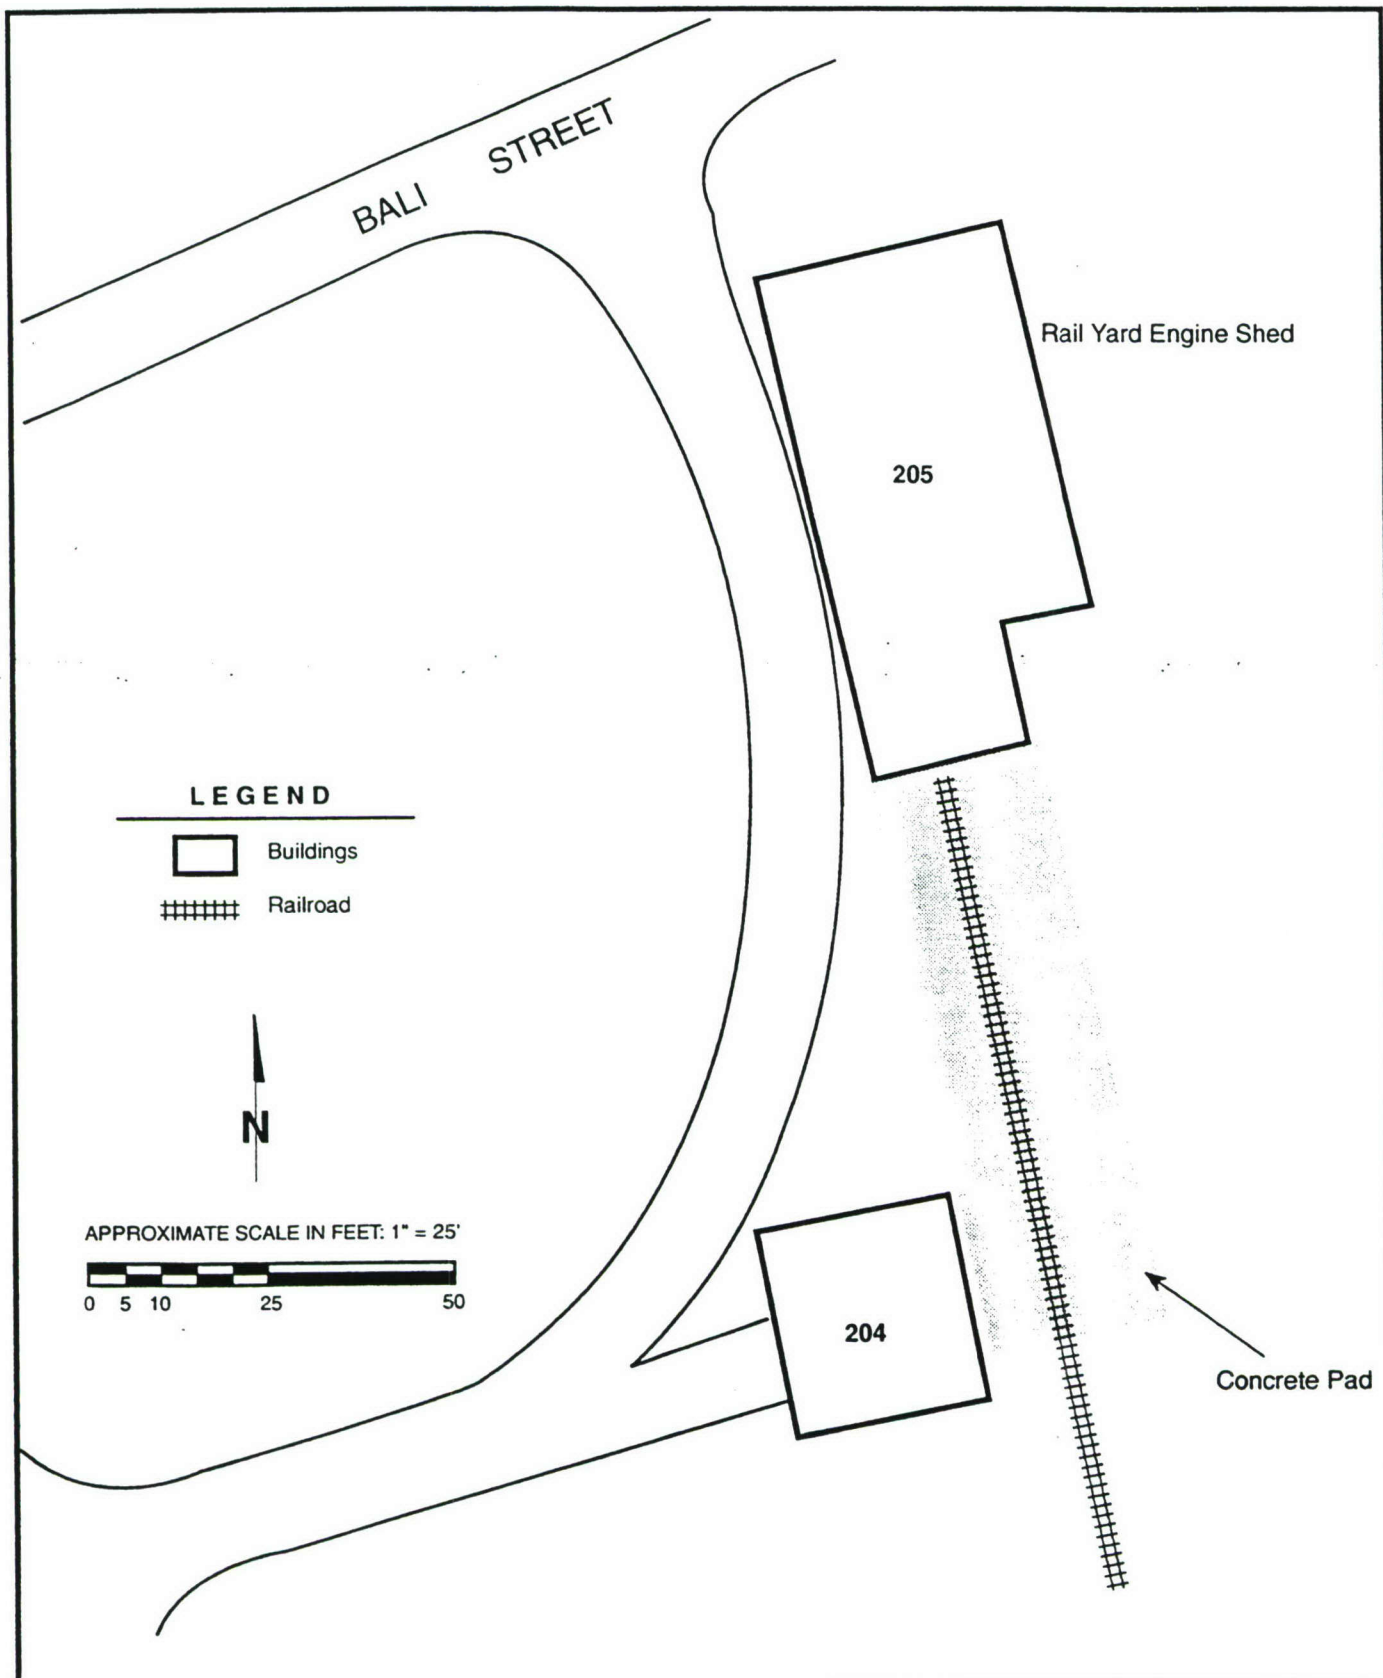 BALI STREET
Rail Yard Engine Shed
205
LEGEND
Buildings
Railroad
N
APPROXIMATE SCALE IN FEET: 1" = 25'
0 5 10 25 50
204
Concrete Pad